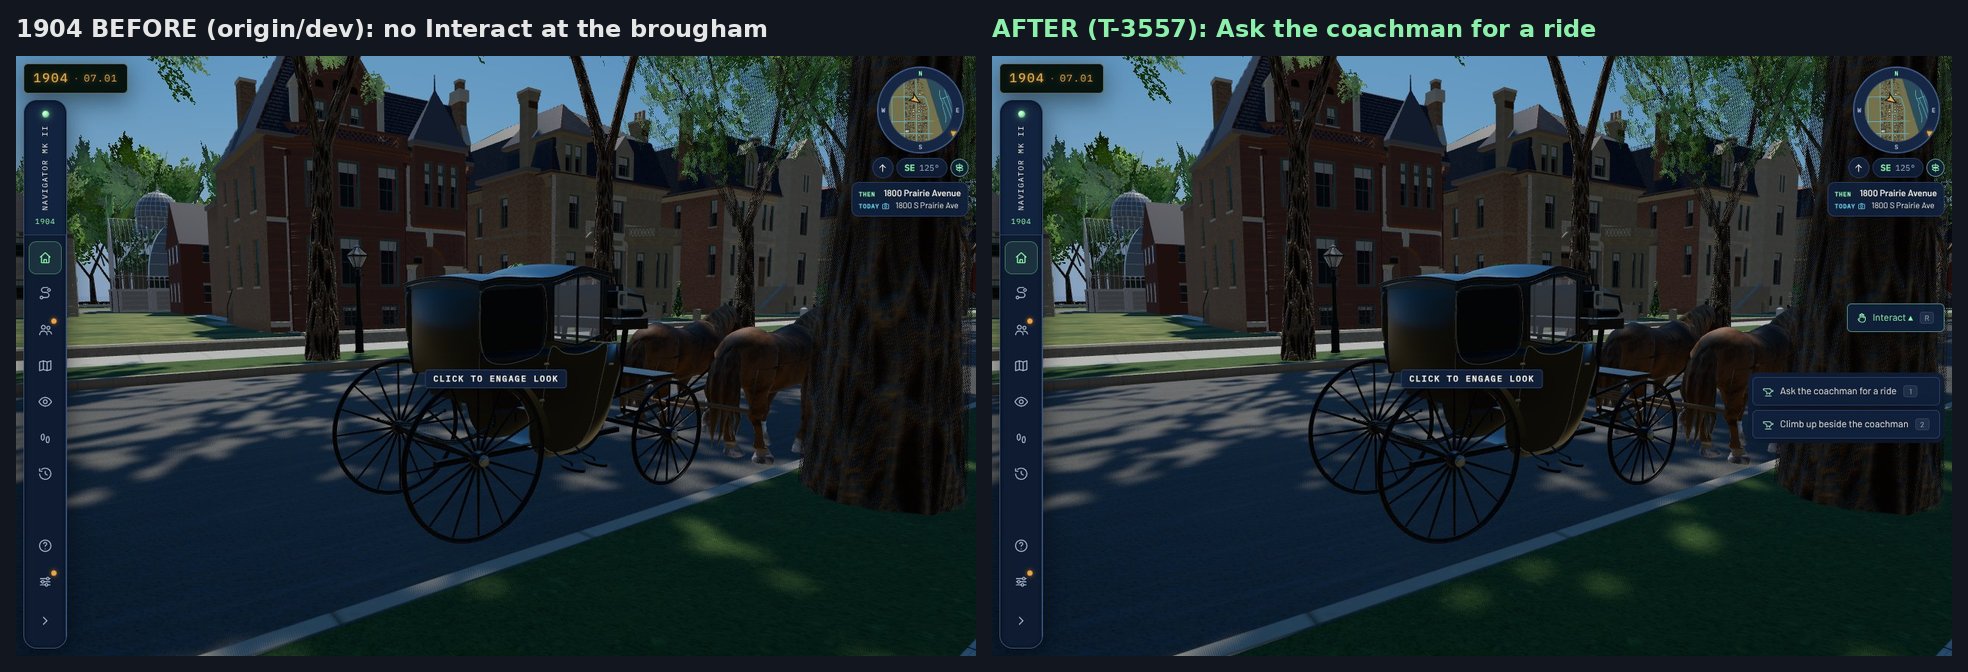 1904 BEFORE (origin/dev): no Interact at the brougham
1904 · 07.01
NAVIGATOR MK II
1904
N
W
E
S
SE 125°
THEN 1800 Prairie Avenue
TODAY 1800 S Prairie Ave
CLICK TO ENGAGE LOOK
AFTER (T-3557): Ask the coachman for a ride
1904 · 07.01
NAVIGATOR MK II
1904
N
W
E
S
SE 125°
THEN 1800 Prairie Avenue
TODAY 1800 S Prairie Ave
Interact ▴ R
CLICK TO ENGAGE LOOK
Ask the coachman for a ride 1
Climb up beside the coachman 2